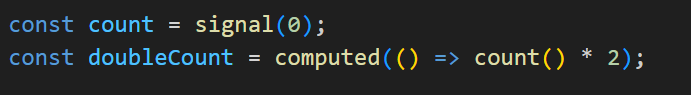 const count = signal(0);
const doubleCount = computed(() => count() * 2);